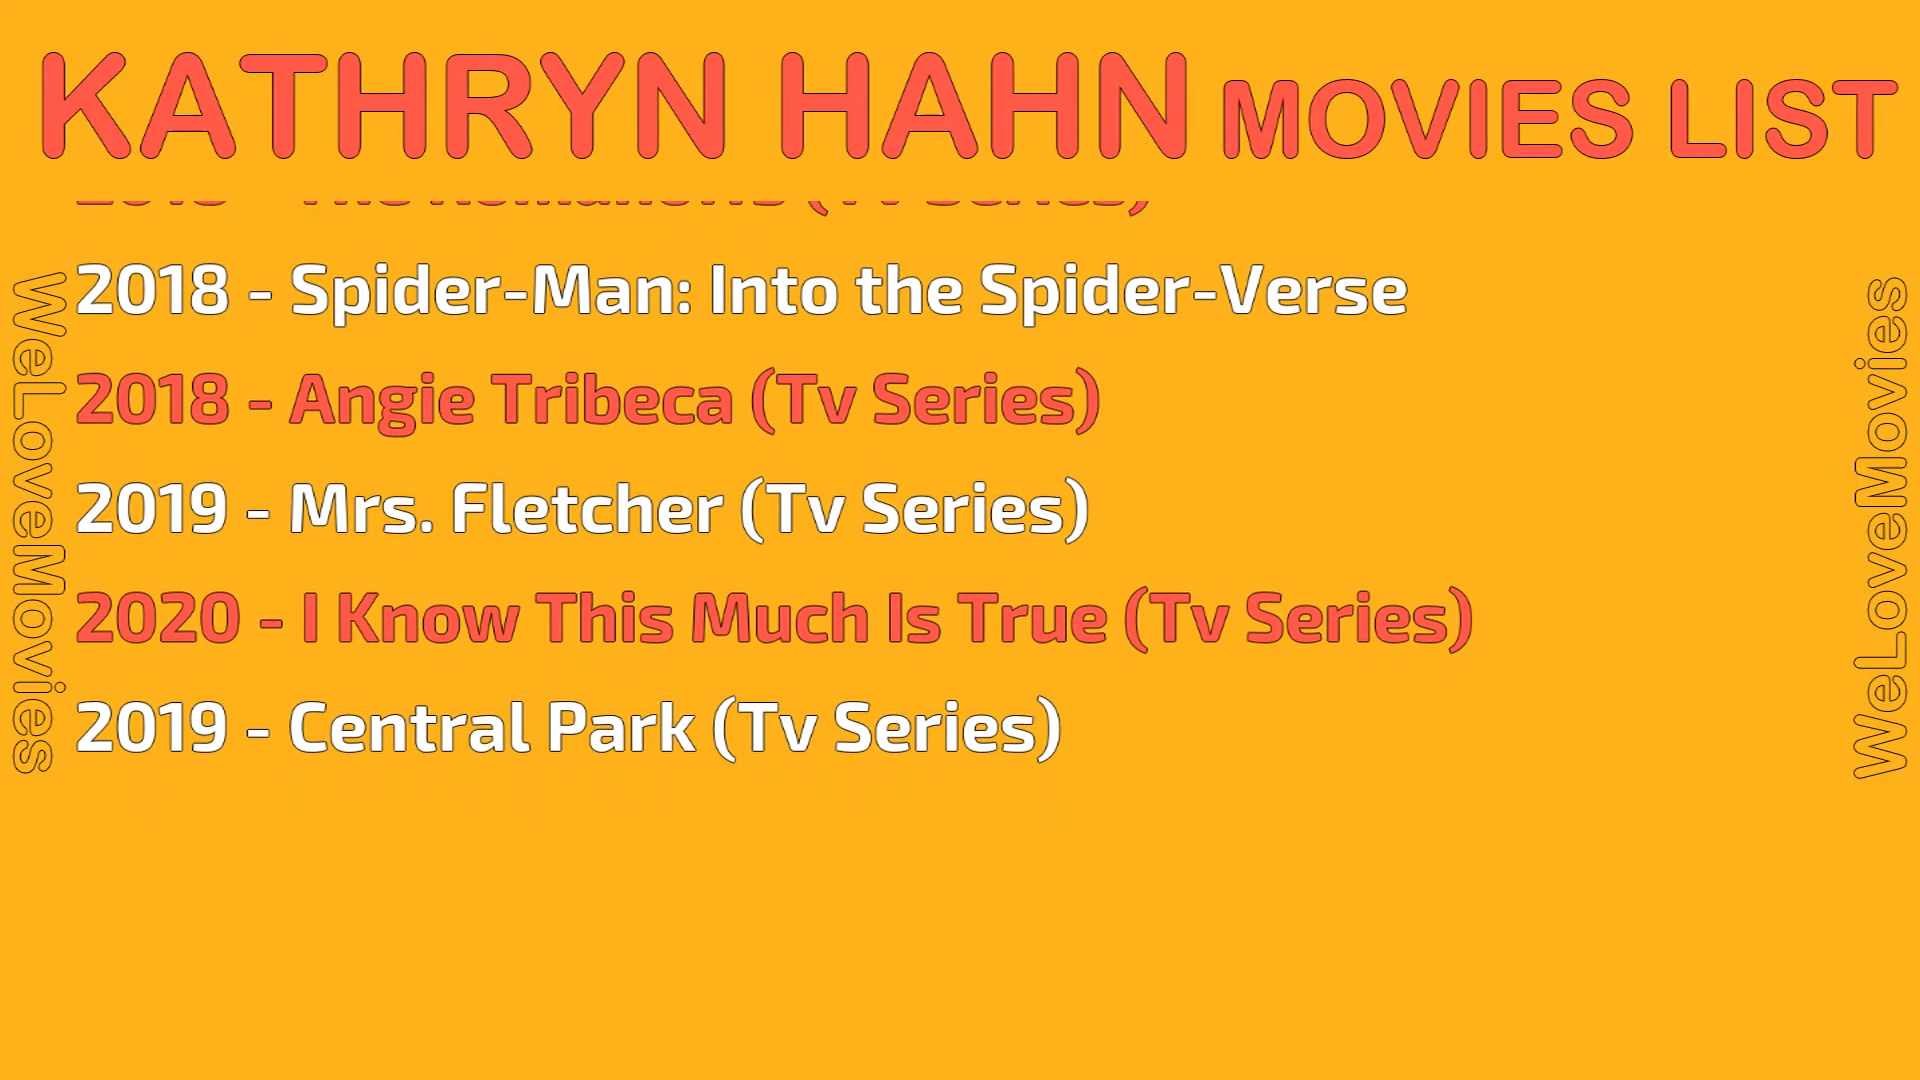 KATHRYN HAHN MOVIES LIST
2018 - Spider-Man: Into the Spider-Verse
2018 - Angie Tribeca (Tv Series)
2019 - Mrs. Fletcher (Tv Series)
2020 - I Know This Much Is True (Tv Series)
2019 - Central Park (Tv Series)
WeLoveMovies
WeLoveMovies